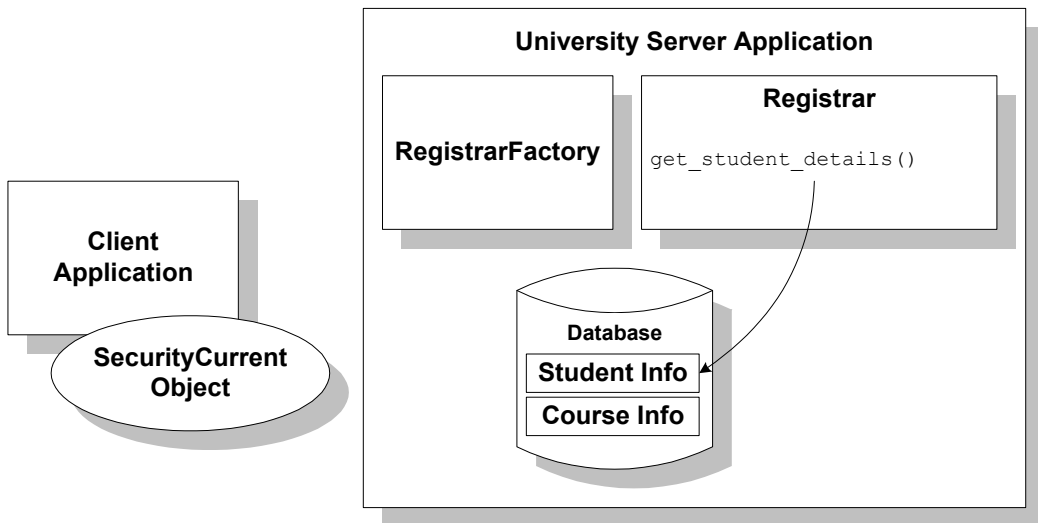 University Server Application
RegistrarFactory
Registrar
get_student_details()
Client
Application
SecurityCurrent
Object
Database
Student Info
Course Info